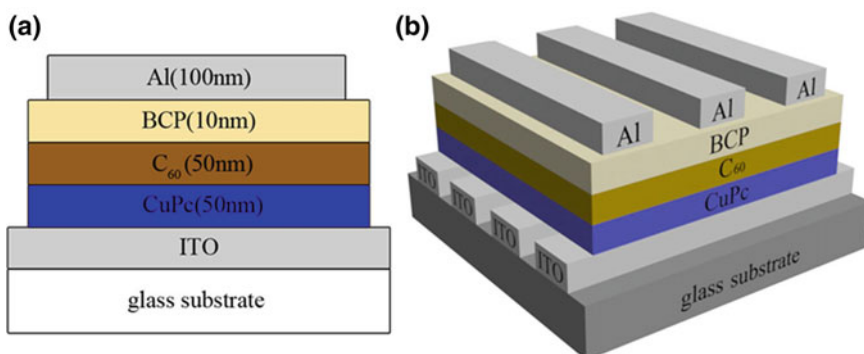 (a)
Al(100nm)
BCP(10nm)
C₆₀(50nm)
CuPc(50nm)
ITO
glass substrate
(b)
Al
Al
Al
BCP
C₆₀
CuPc
ITO
ITO
ITO
ITO
glass substrate